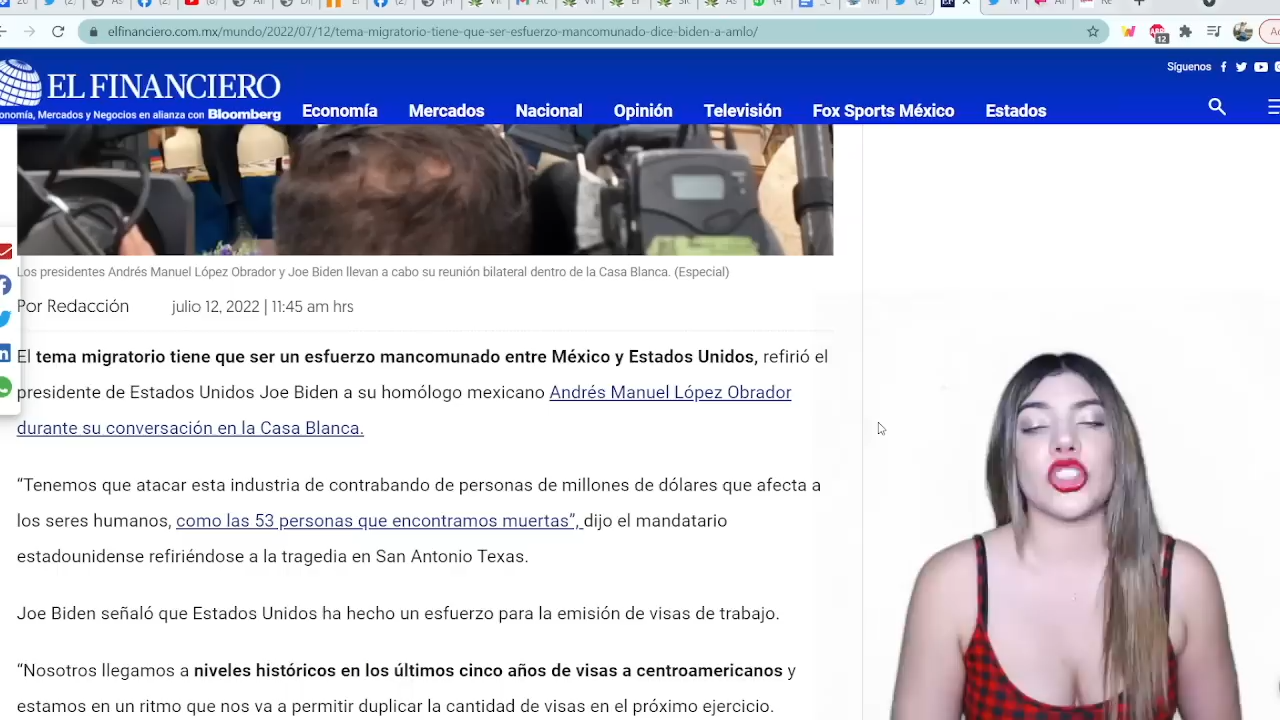 elfinanciero.com.mx/mundo/2022/07/12/tema-migratorio-tiene-que-ser-esfuerzo-mancomunado-dice-biden-a-amlo/
12
Síguenos
EL FINANCIERO
Mercados y Negocios en alianza con Bloomberg
Economía Mercados Nacional Opinión Televisión Fox Sports México Estados
Los presidentes Andrés Manuel López Obrador y Joe Biden llevan a cabo su reunión bilateral dentro de la Casa Blanca. (Especial)
Por Redacción julio 12, 2022 | 11:45 am hrs
El tema migratorio tiene que ser un esfuerzo mancomunado entre México y Estados Unidos, refirió el
presidente de Estados Unidos Joe Biden a su homólogo mexicano Andrés Manuel López Obrador
durante su conversación en la Casa Blanca.
“Tenemos que atacar esta industria de contrabando de personas de millones de dólares que afecta a
los seres humanos, como las 53 personas que encontramos muertas”, dijo el mandatario
estadounidense refiriéndose a la tragedia en San Antonio Texas.
Joe Biden señaló que Estados Unidos ha hecho un esfuerzo para la emisión de visas de trabajo.
“Nosotros llegamos a niveles históricos en los últimos cinco años de visas a centroamericanos y
estamos en un ritmo que nos va a permitir duplicar la cantidad de visas en el próximo ejercicio.